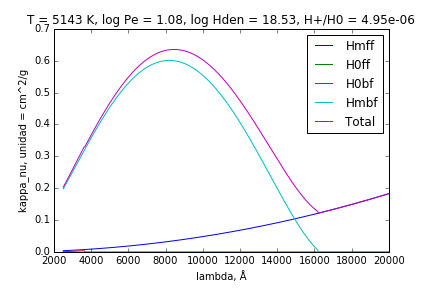 T = 5143 K, log Pe = 1.08, log Hden = 18.53, H+/H0 = 4.95e-06
0.7
0.6
0.5
0.4
0.3
0.2
0.1
0.0
kappa_nu, unidad = cm^2/g
Hmff
H0ff
H0bf
Hmbf
Total
2000 4000 6000 8000 10000 12000 14000 16000 18000 20000
lambda, Å